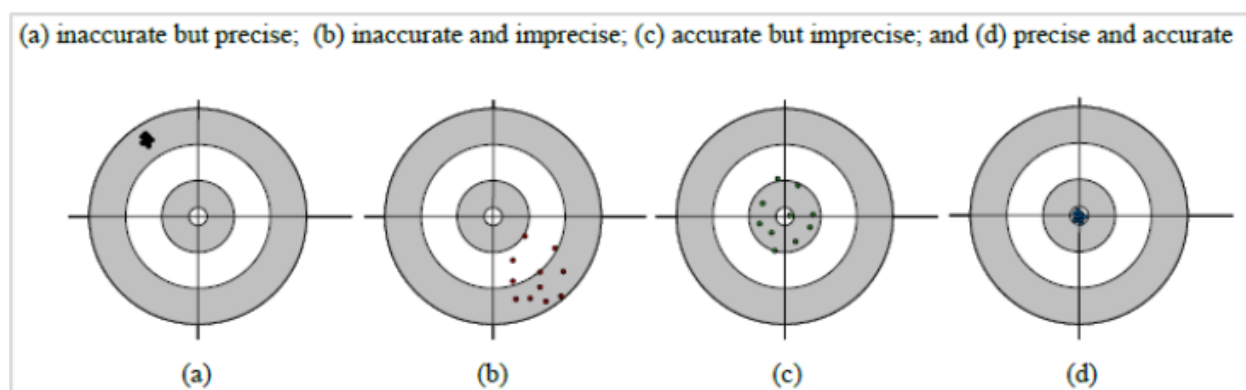 (a) inaccurate but precise; (b) inaccurate and imprecise; (c) accurate but imprecise; and (d) precise and accurate
(a) (b) (c) (d)